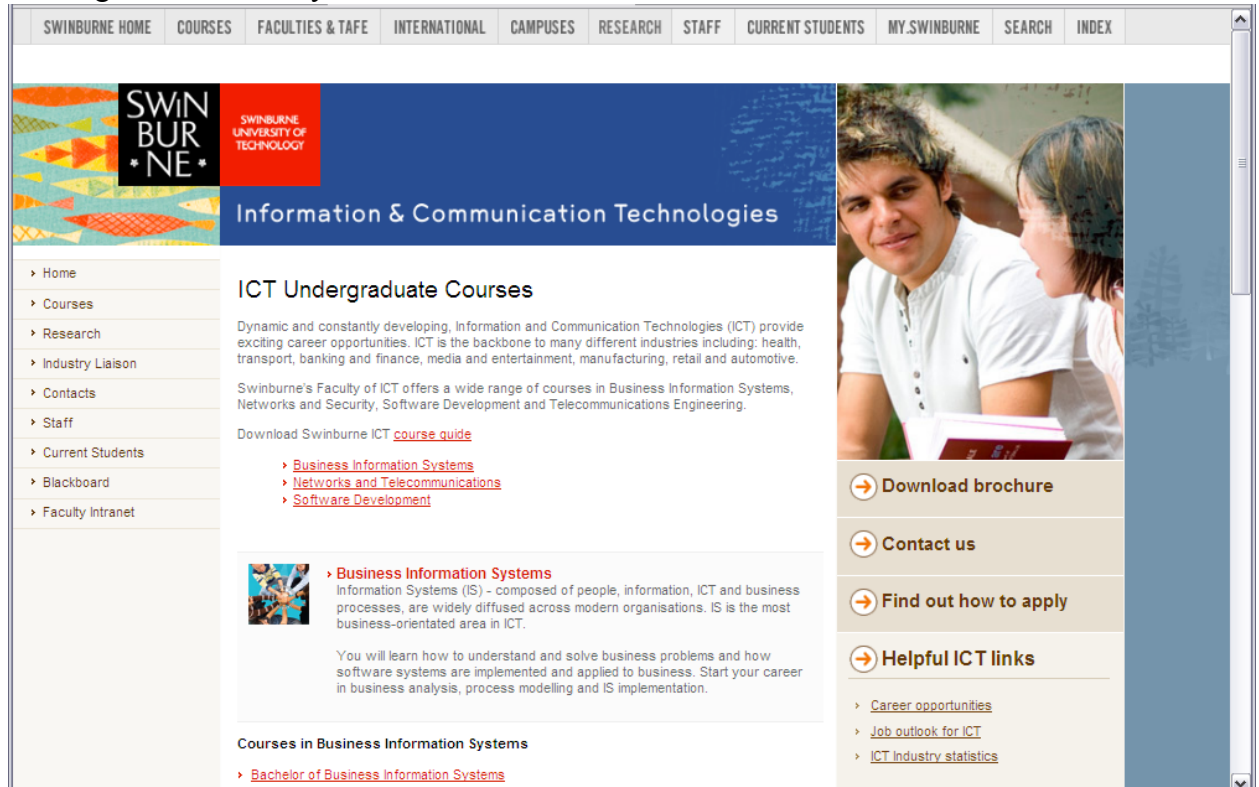 SWINBURNE HOME COURSES FACULTIES & TAFE INTERNATIONAL CAMPUSES RESEARCH STAFF CURRENT STUDENTS MY.SWINBURNE SEARCH INDEX
SWIN
BUR
* NE *
SWINBURNE
UNIVERSITY OF
TECHNOLOGY
Information & Communication Technologies
Home
Courses
Research
Industry Liaison
Contacts
Staff
Current Students
Blackboard
Faculty Intranet
ICT Undergraduate Courses
Dynamic and constantly developing, Information and Communication Technologies (ICT) provide
exciting career opportunities. ICT is the backbone to many different industries including: health,
transport, banking and finance, media and entertainment, manufacturing, retail and automotive.
Swinburne's Faculty of ICT offers a wide range of courses in Business Information Systems,
Networks and Security, Software Development and Telecommunications Engineering.
Download Swinburne ICT course guide
Business Information Systems
Networks and Telecommunications
Software Development
Business Information Systems
Information Systems (IS) - composed of people, information, ICT and business
processes, are widely diffused across modern organisations. IS is the most
business-orientated area in ICT.
You will learn how to understand and solve business problems and how
software systems are implemented and applied to business. Start your career
in business analysis, process modelling and IS implementation.
Courses in Business Information Systems
Bachelor of Business Information Systems
Download brochure
Contact us
Find out how to apply
Helpful ICT links
Career opportunities
Job outlook for ICT
ICT Industry statistics